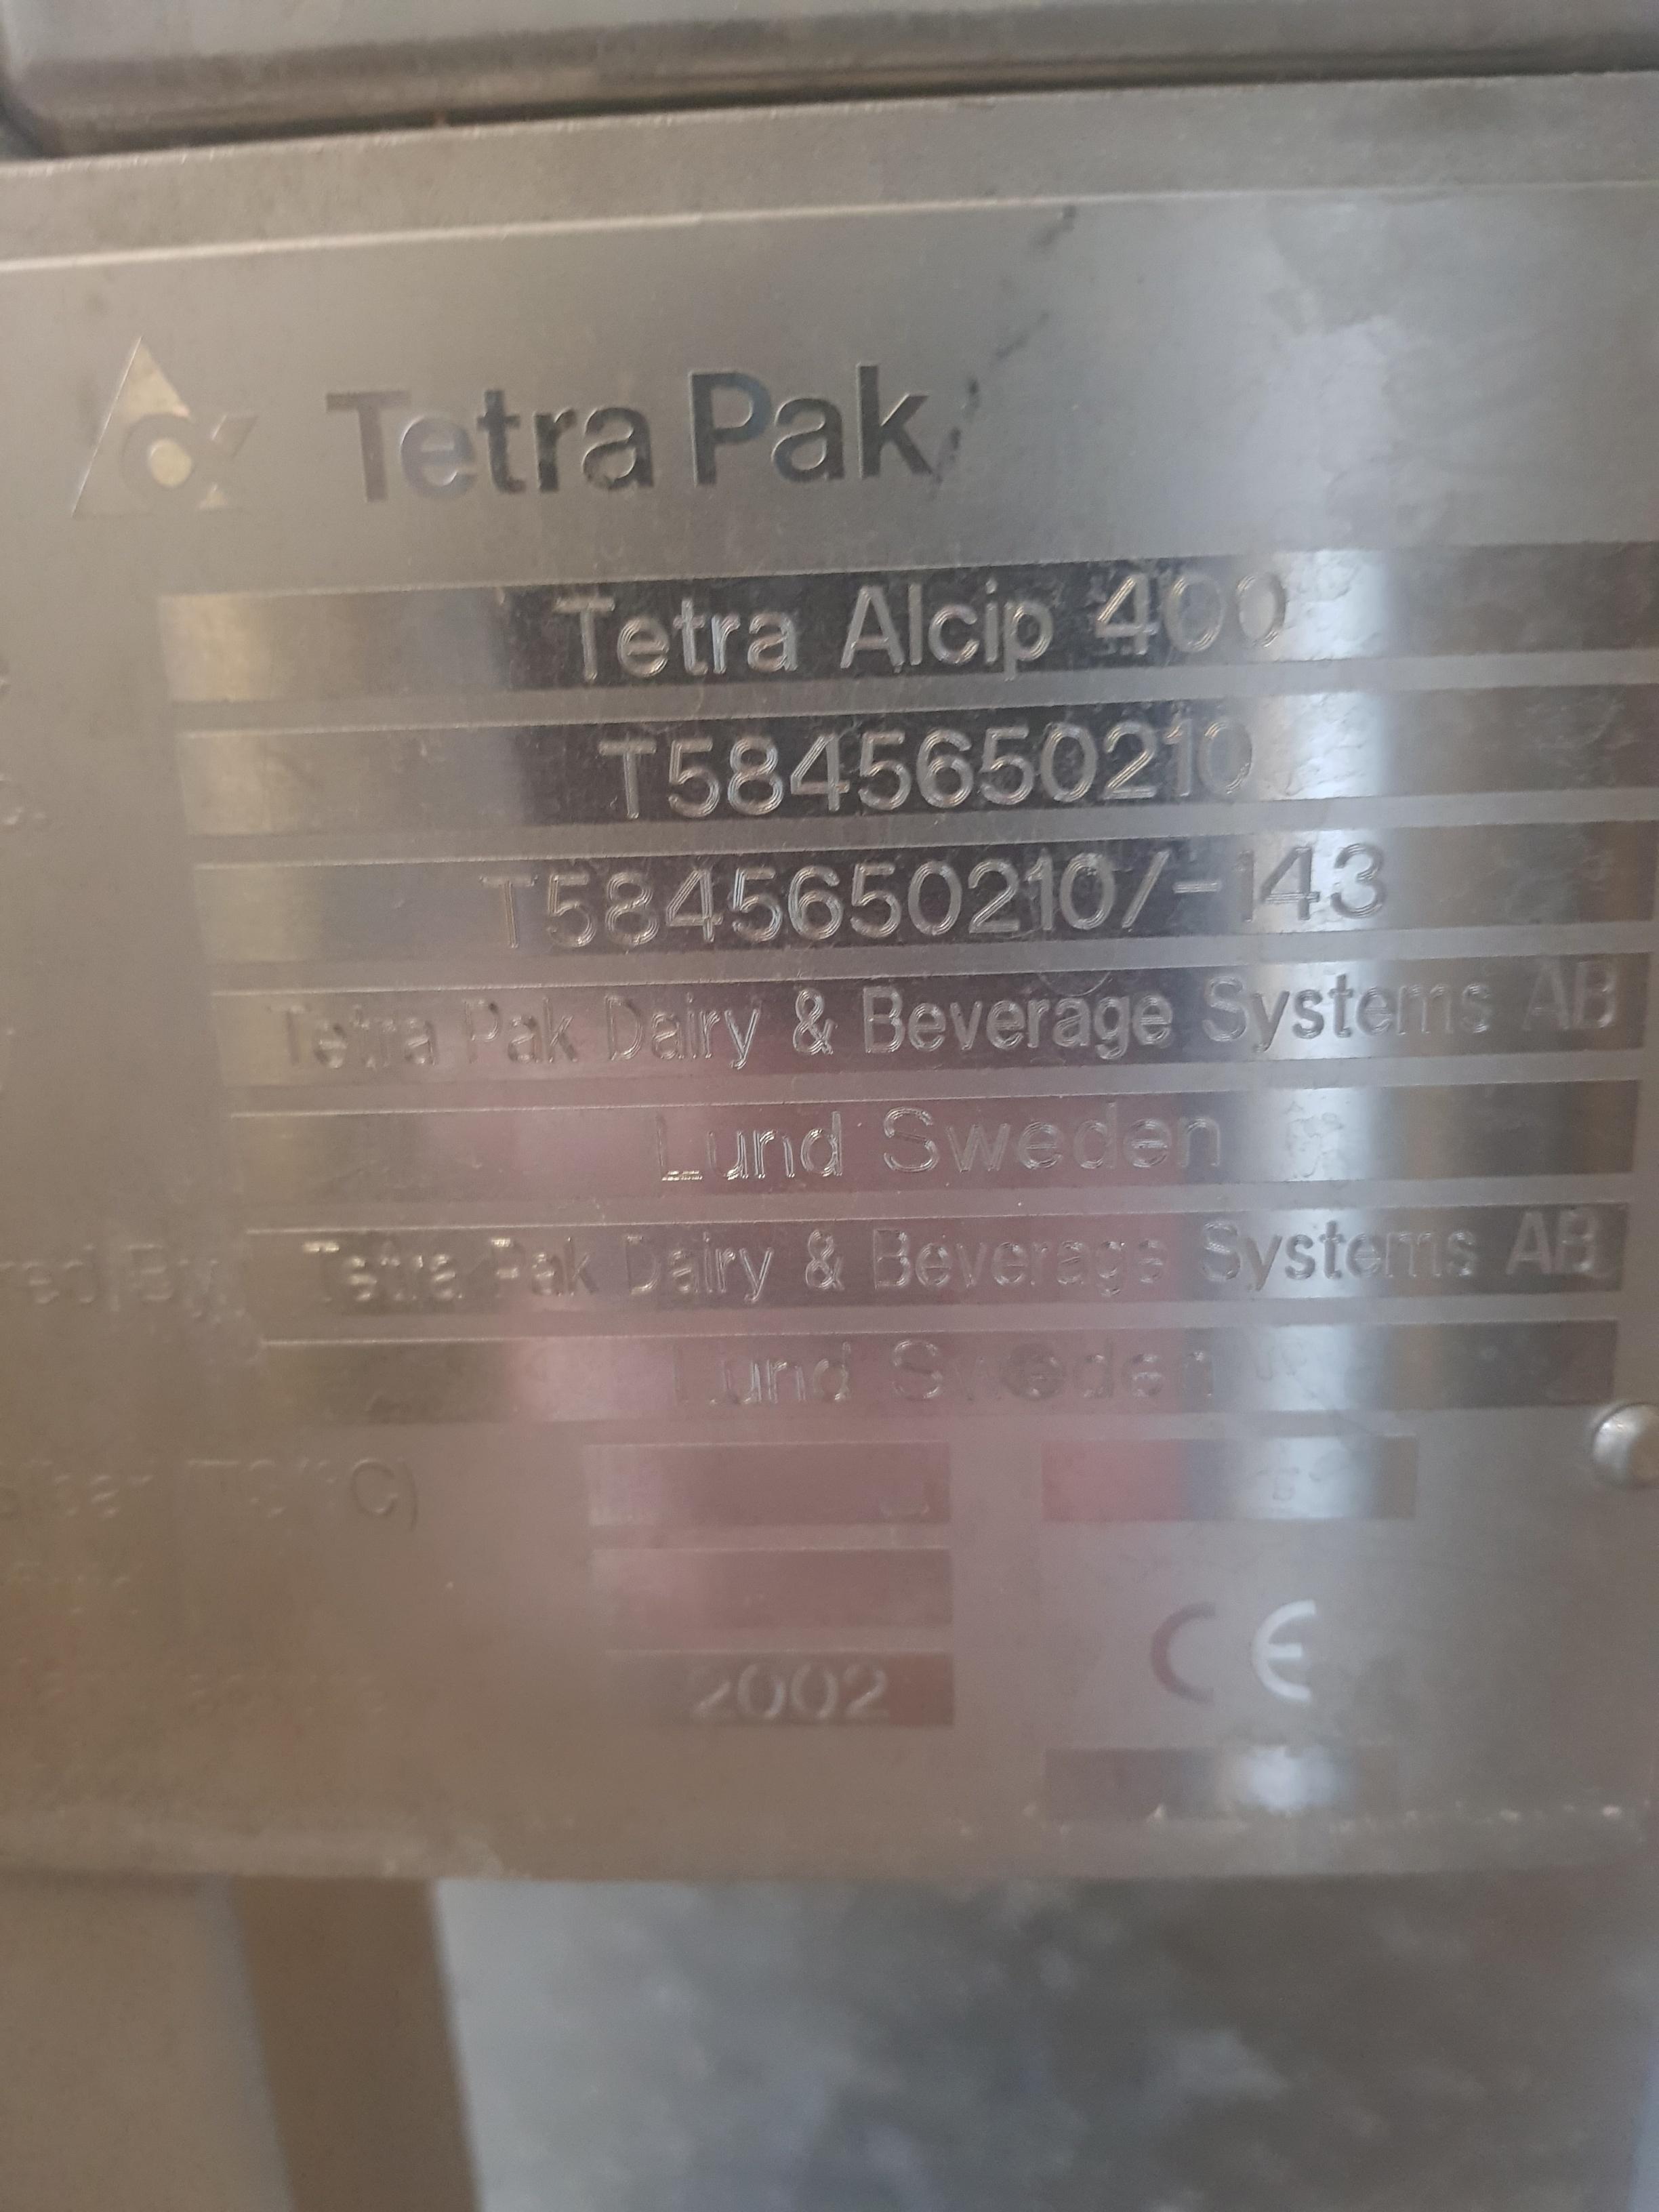 Tetra Pak
Tetra Alcip 400
T5845650210
T5845650210/-143
Tetra Pak Dairy & Beverage Systems AB
Lund Sweden
Tetra Pak Dairy & Beverage Systems AB
Lund Sweden
2002
CE